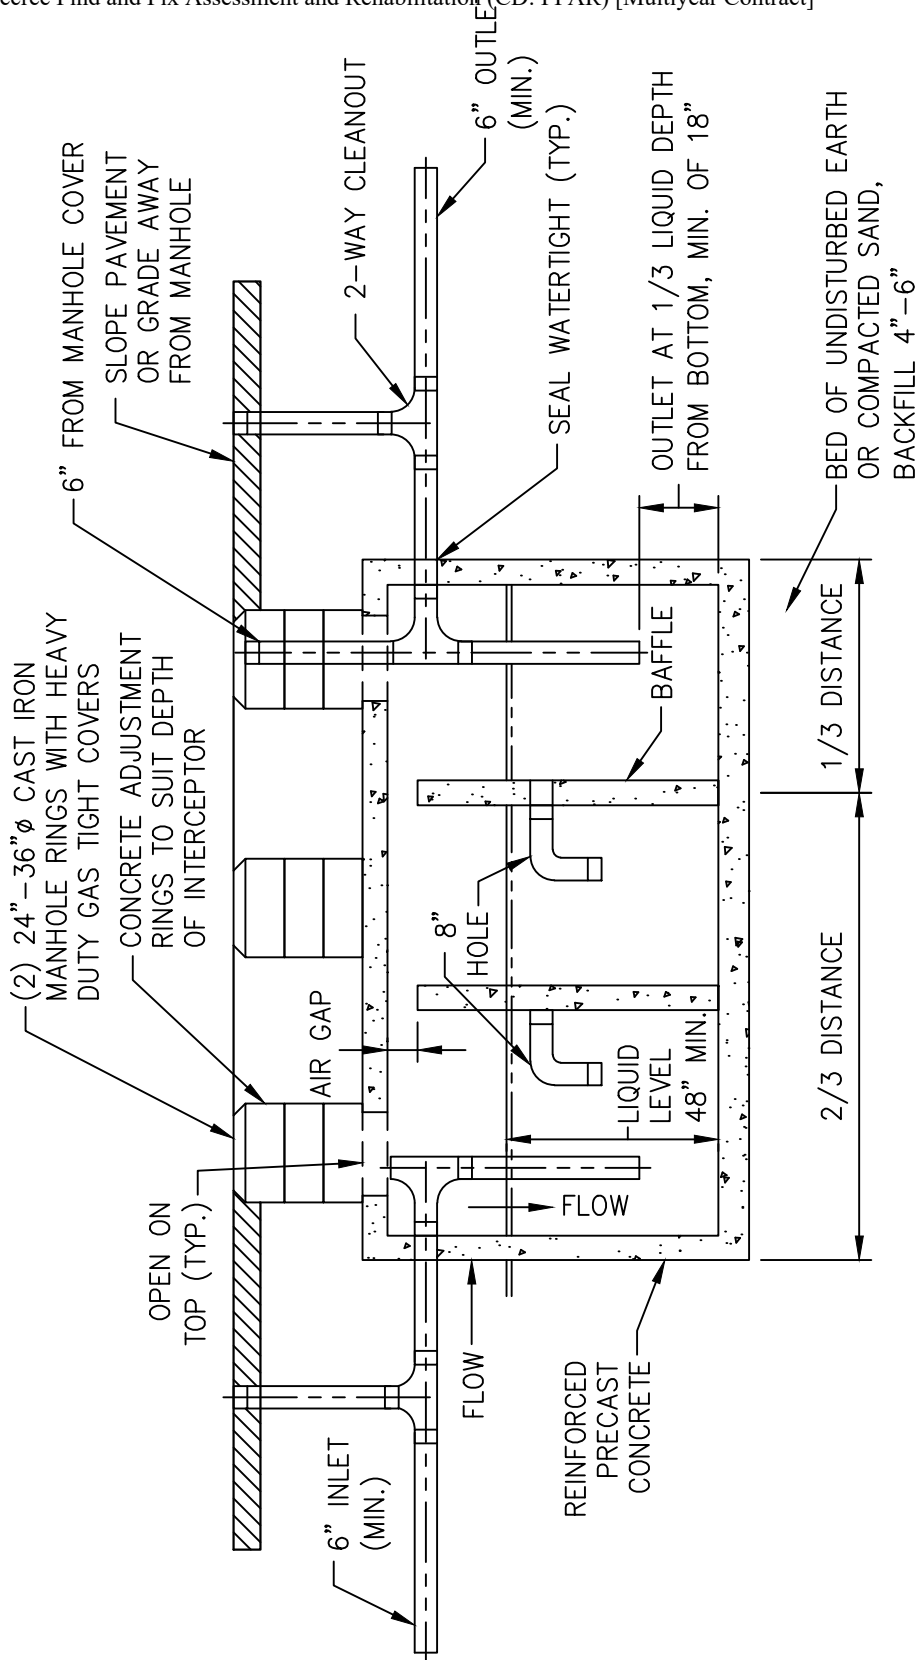 Find and Fix Assessment and Rehabilitation (CD: FFAR) [Multiyear Contract]
(2) 24"-36"ø CAST IRON
MANHOLE RINGS WITH HEAVY
DUTY GAS TIGHT COVERS
CONCRETE ADJUSTMENT
RINGS TO SUIT DEPTH
OF INTERCEPTOR
6" FROM MANHOLE COVER
SLOPE PAVEMENT
OR GRADE AWAY
FROM MANHOLE
2-WAY CLEANOUT
6" OUTLE
(MIN.)
SEAL WATERTIGHT (TYP.)
OUTLET AT 1/3 LIQUID DEPTH
FROM BOTTOM, MIN. OF 18"
BED OF UNDISTURBED EARTH
OR COMPACTED SAND,
BACKFILL 4"-6"
OPEN ON
TOP (TYP.)
AIR GAP
8"
HOLE
BAFFLE
LIQUID
LEVEL
48" MIN.
FLOW
FLOW
6" INLET
(MIN.)
REINFORCED
PRECAST
CONCRETE
2/3 DISTANCE
1/3 DISTANCE